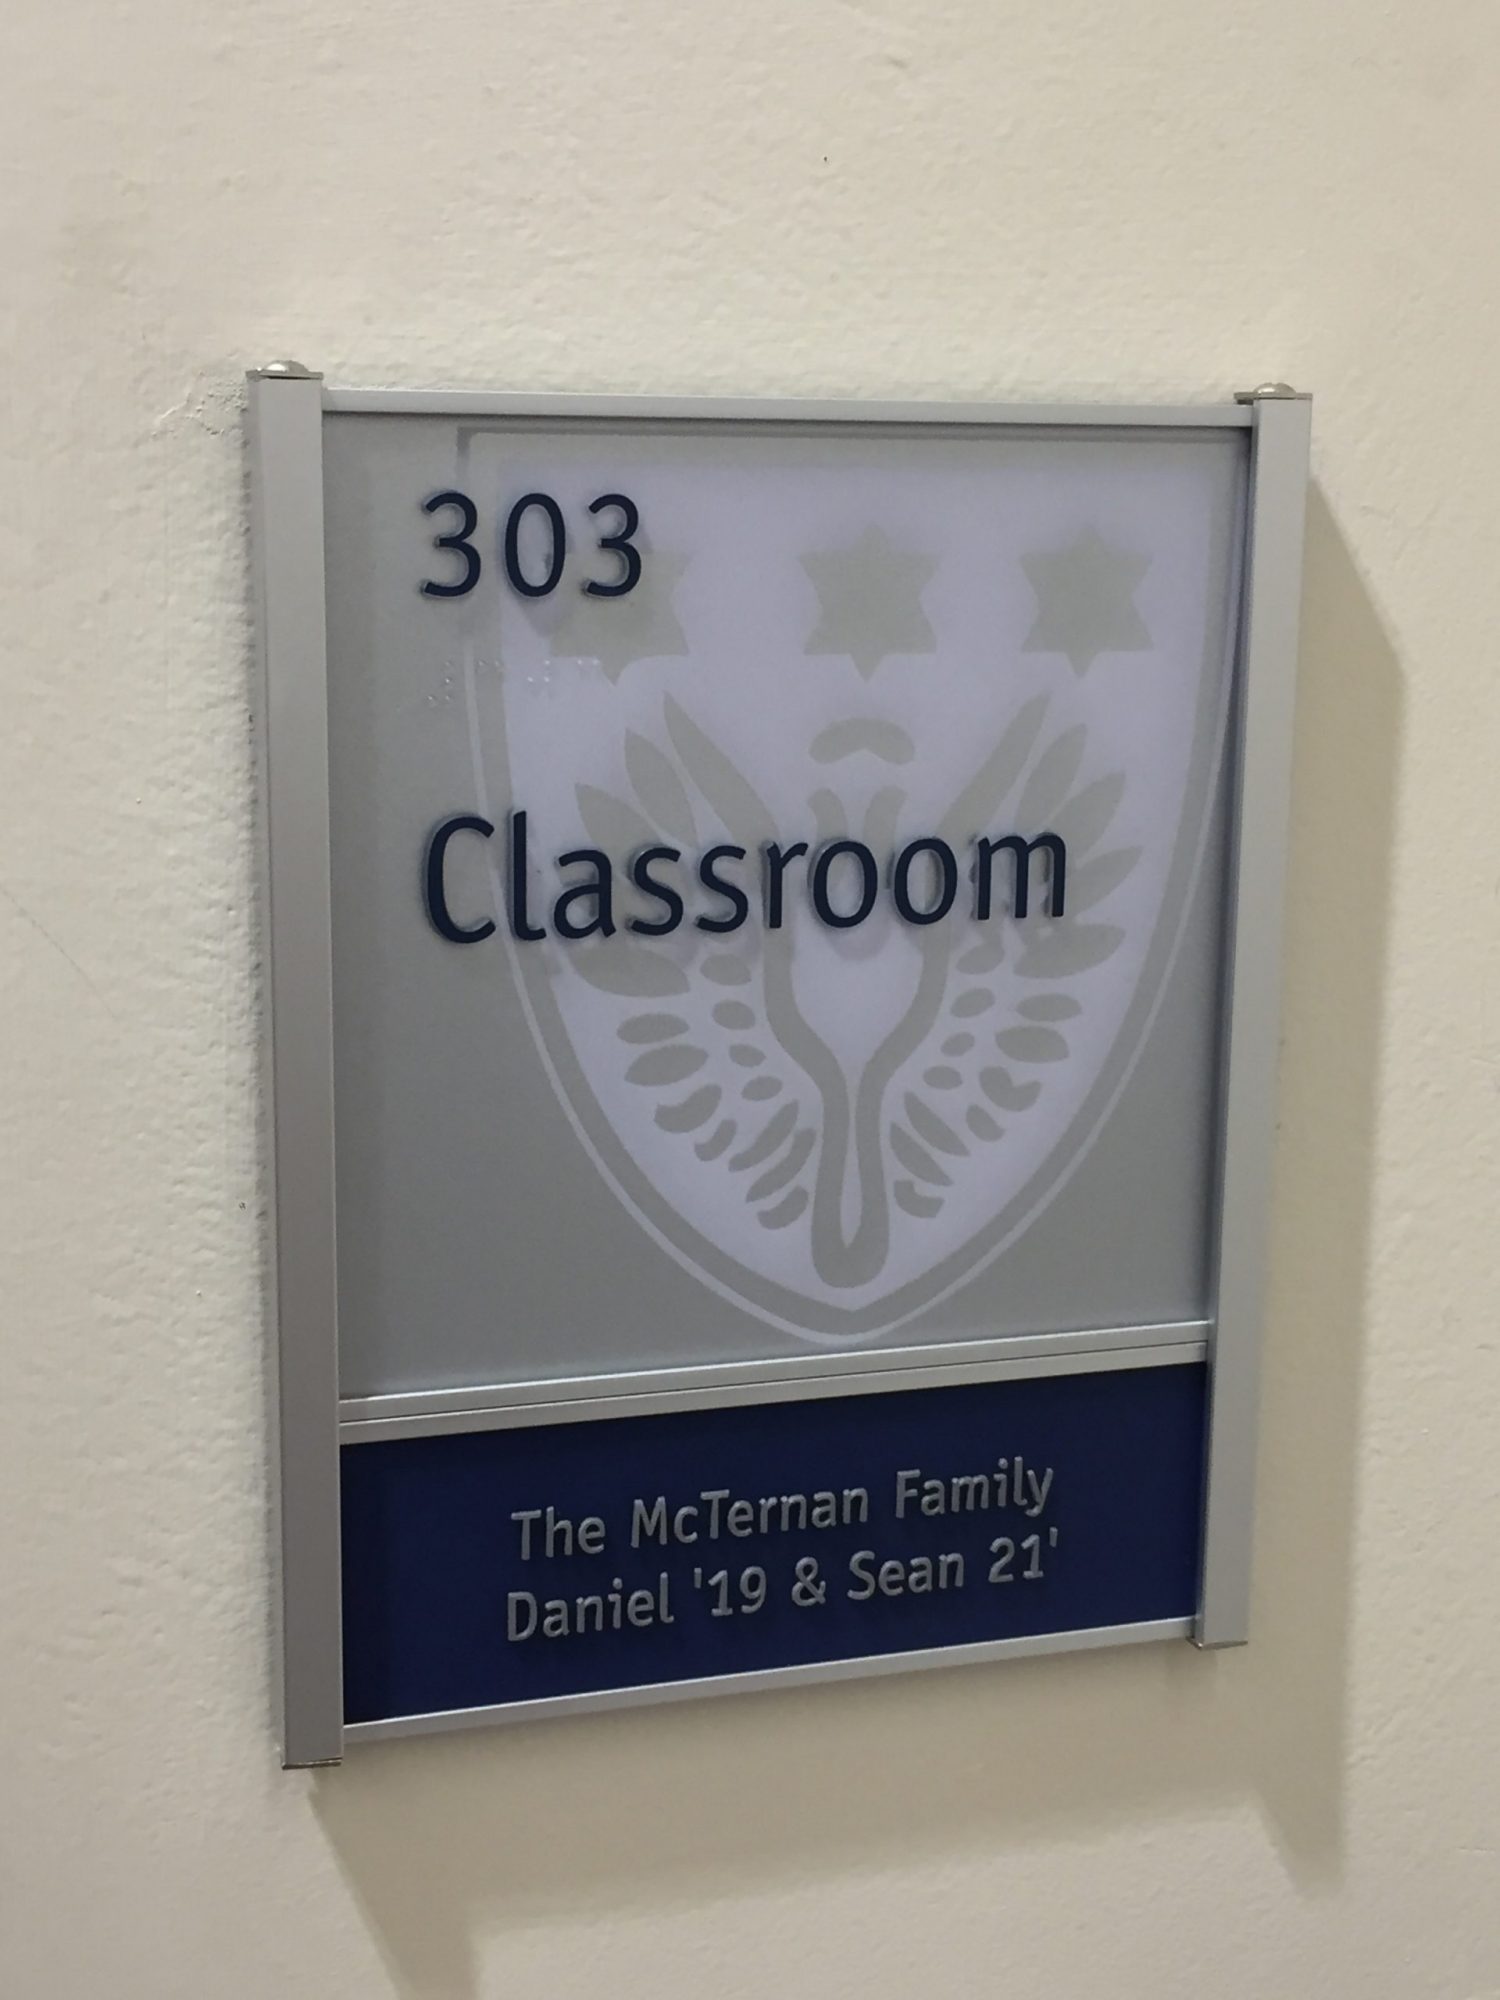 303
Classroom
The McTernan Family
Daniel '19 & Sean 21'